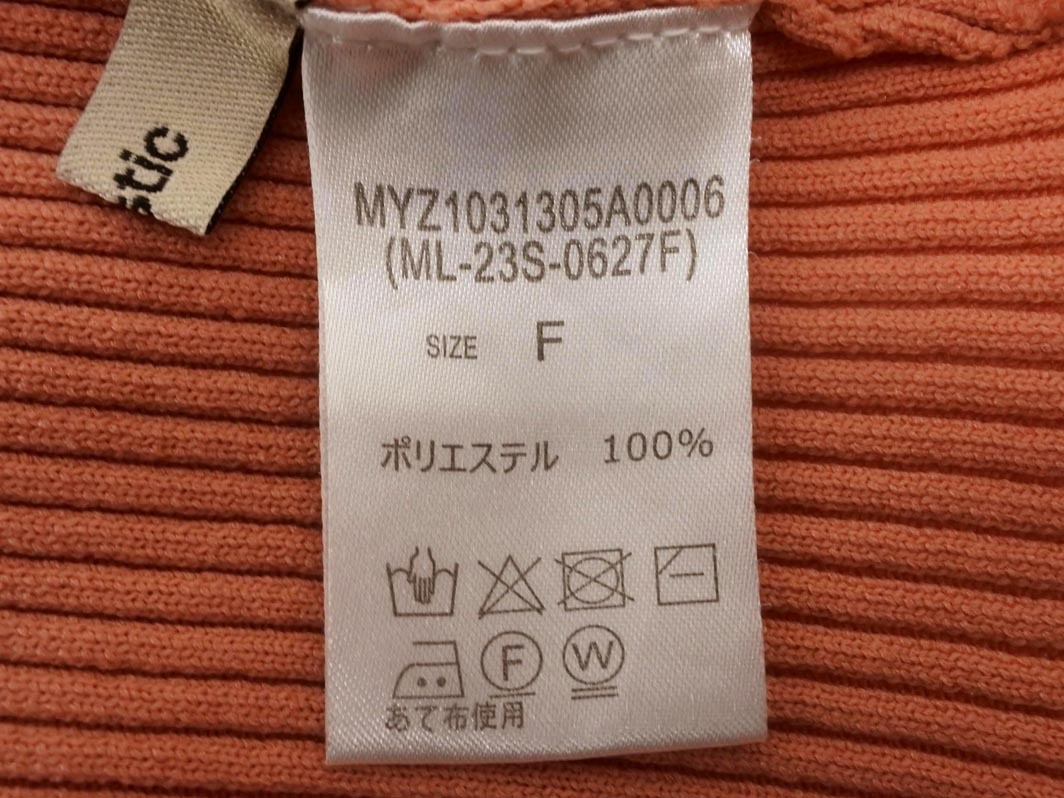 stic
MYZ1031305A0006
(ML-23S-0627F)
SIZE F
ポリエステル 100%
F W
あて布使用